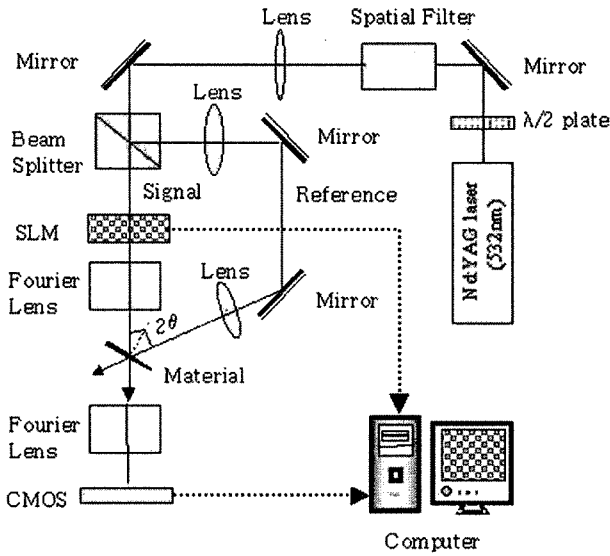 Lens
Spatial Filter
Mirror
Mirror
Lens
λ/2 plate
Beam
Splitter
Mirror
Signal
Reference
SLM
Nd:YAG laser
(532nm)
Fourier
Lens
Lens
Mirror
2θ
Material
Fourier
Lens
CMOS
Computer